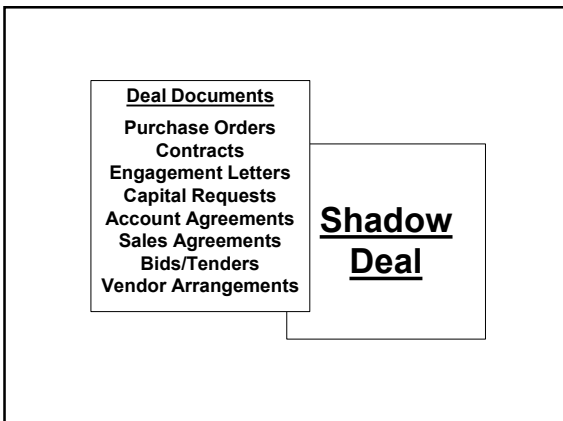 Deal Documents
Purchase Orders
Contracts
Engagement Letters
Capital Requests
Account Agreements
Sales Agreements
Bids/Tenders
Vendor Arrangements
Shadow
Deal